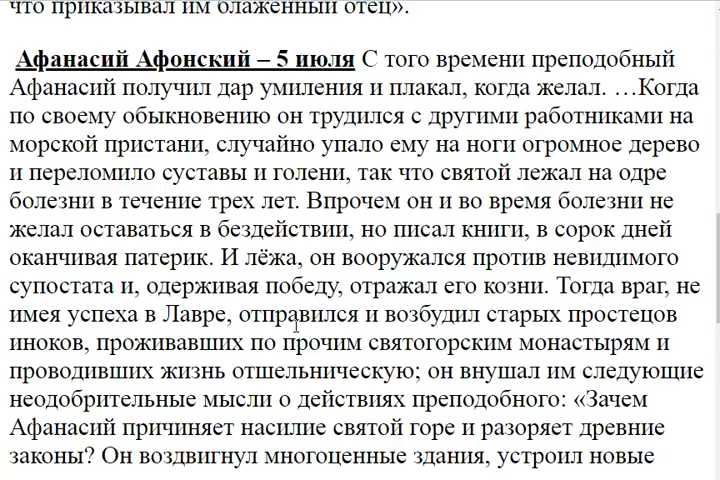 что приказывал им блаженный отец».
Афанасий Афонский – 5 июля С того времени преподобный
Афанасий получил дар умиления и плакал, когда желал. …Когда
по своему обыкновению он трудился с другими работниками на
морской пристани, случайно упало ему на ноги огромное дерево
и переломило суставы и голени, так что святой лежал на одре
болезни в течение трех лет. Впрочем он и во время болезни не
желал оставаться в бездействии, но писал книги, в сорок дней
оканчивая патерик. И лёжа, он вооружался против невидимого
супостата и, одерживая победу, отражал его козни. Тогда враг, не
имея успеха в Лавре, отправился и возбудил старых простецов
иноков, проживавших по прочим святогорским монастырям и
проводивших жизнь отшельническую; он внушал им следующие
неодобрительные мысли о действиях преподобного: «Зачем
Афанасий причиняет насилие святой горе и разоряет древние
законы? Он воздвигнул многоценные здания, устроил новые